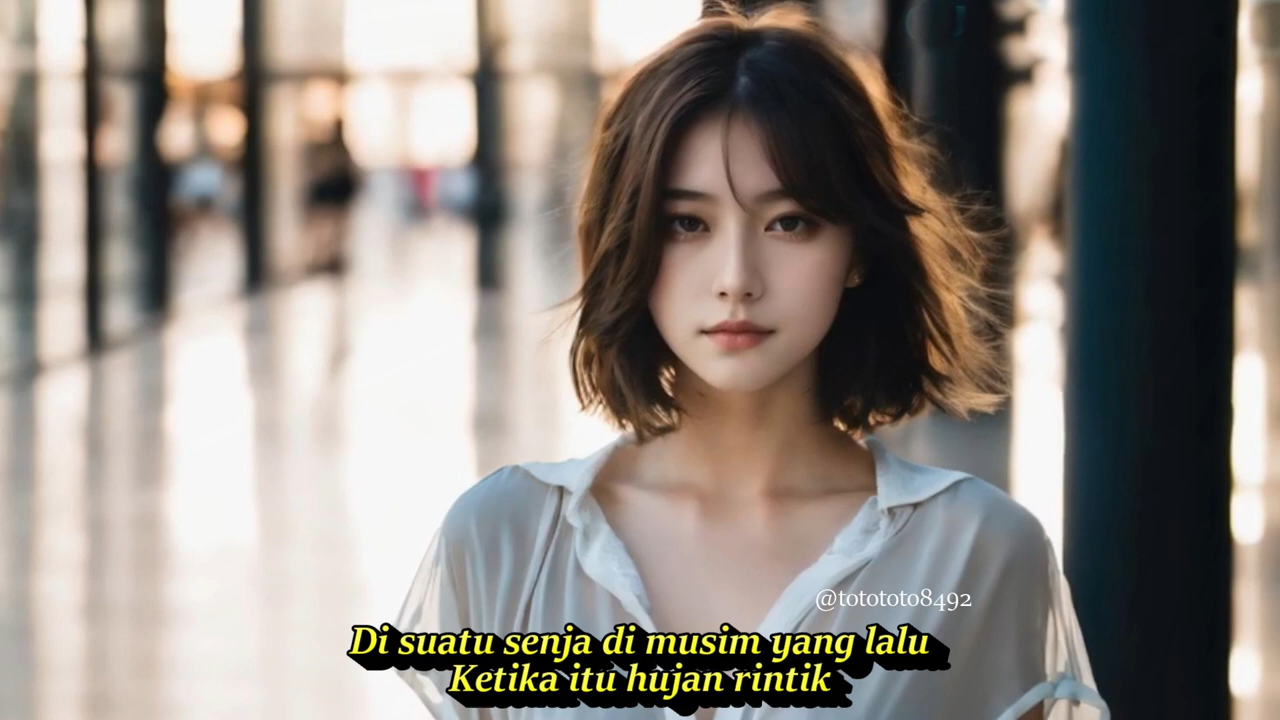 @totototo8492
Di suatu senja di musim yang lalu
Ketika itu hujan rintik